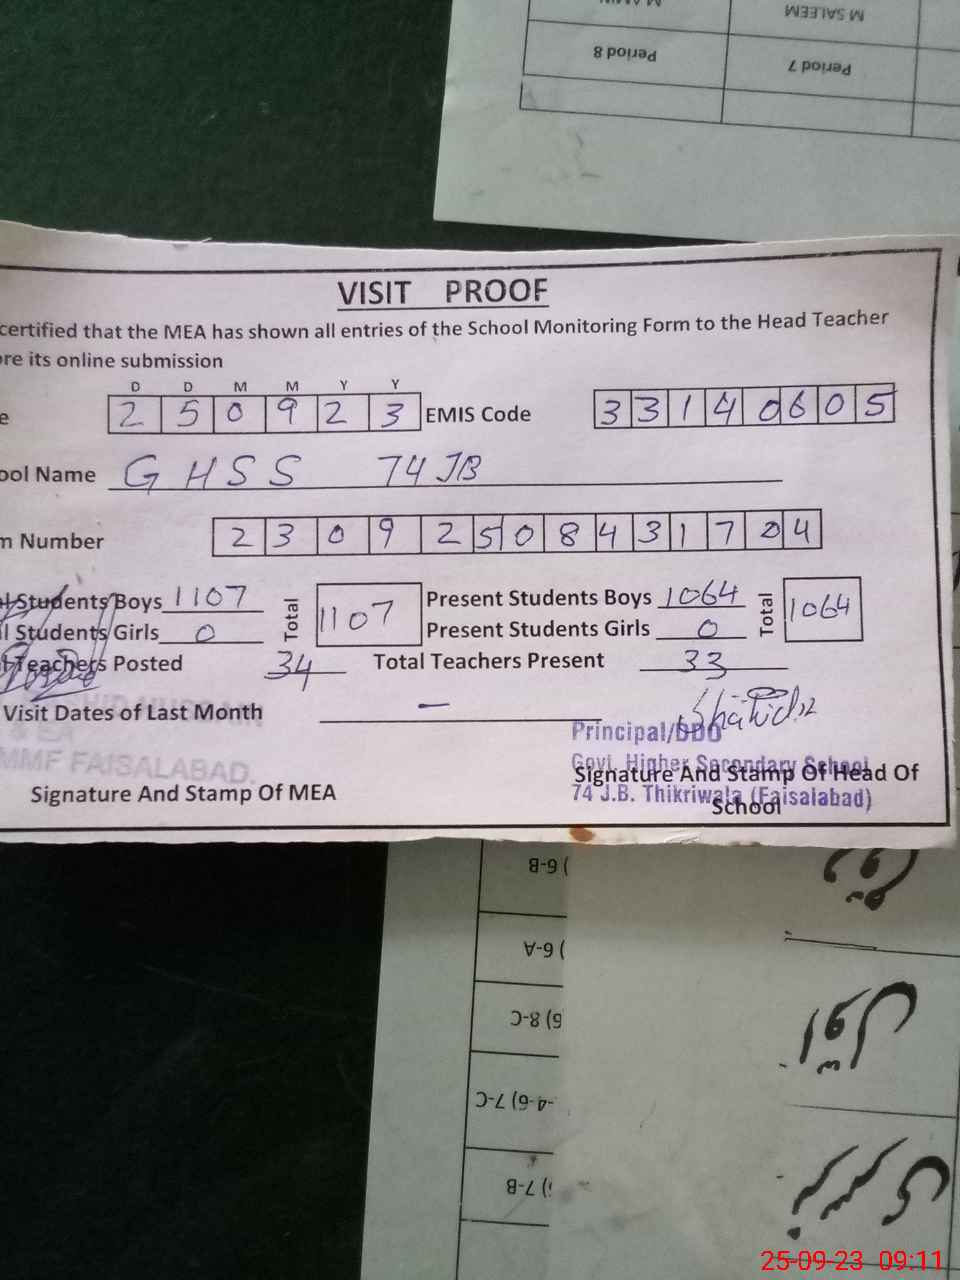 M SALEEM
Period 8 Period 7
VISIT PROOF
certified that the MEA has shown all entries of the School Monitoring Form to the Head Teacher
re its online submission
D D M M Y Y
e 2 5 0 9 2 3 EMIS Code 3 3 1 4 0 6 0 5
ool Name GHSS 74 JB
m Number 2 3 0 9 2 5 0 8 4 3 1 7 0 4
l Students Boys 1107 Total 1107 Present Students Boys 1064 Total 1064
l Students Girls 0 Present Students Girls 0
l Teachers Posted 34 Total Teachers Present 33
Visit Dates of Last Month -
Shahid
Principal/DDO
Govt. Higher Secondary School
74 J.B. Thikriwala (Faisalabad)
& EA
MMF FAISALABAD.
Signature And Stamp Of MEA
Signature And Stamp Of Head Of
School
) 6-B
) 6-A
6) 8-C
-4-6) 7-C
) 7-B
25-09-23 09:11